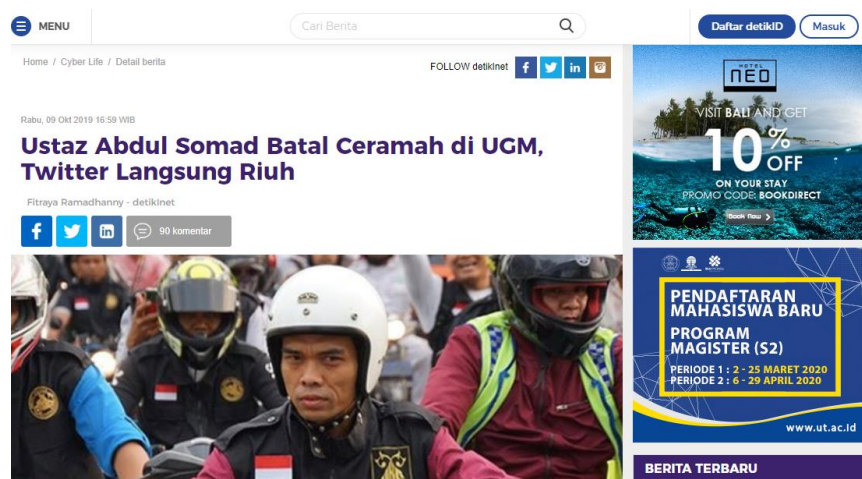 MENU
Cari Berita
Daftar detikID
Masuk
Home / Cyber Life / Detail berita
FOLLOW detikInet
Rabu, 09 Okt 2019 16:59 WIB
Ustaz Abdul Somad Batal Ceramah di UGM,
Twitter Langsung Riuh
Fitraya Ramadhanny - detikInet
90 komentar
HOTEL
NEO
VISIT BALI AND GET
10%
OFF
ON YOUR STAY
PROMO CODE: BOOKDIRECT
Book Now
PENDAFTARAN
MAHASISWA BARU
PROGRAM
MAGISTER (S2)
PERIODE 1 : 2 - 25 MARET 2020
PERIODE 2 : 6 - 29 APRIL 2020
www.ut.ac.id
BERITA TERBARU